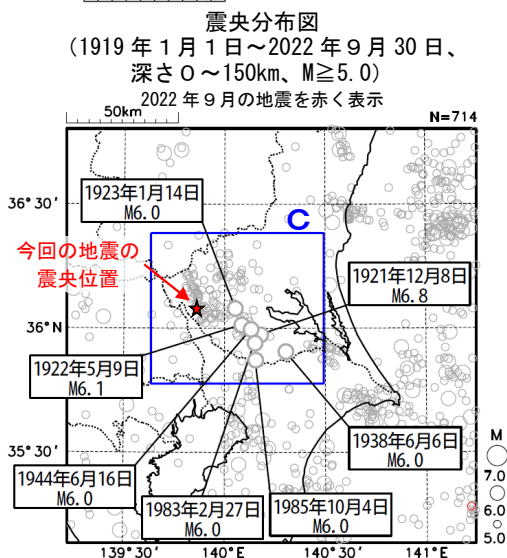 震央分布図
(1919年1月1日~2022年9月30日、
深さ0~150km、M≧5.0)
2022年9月の地震を赤く表示
50km
N=714
36°30′
1923年1月14日
M6.0
C
今回の地震の
震央位置
1921年12月8日
M6.8
36°N
1922年5月9日
M6.1
1938年6月6日
M6.0
35°30′
1944年6月16日
M6.0
1983年2月27日
M6.0
1985年10月4日
M6.0
M
7.0
6.0
5.0
139°30′
140°E
140°30′
141°E